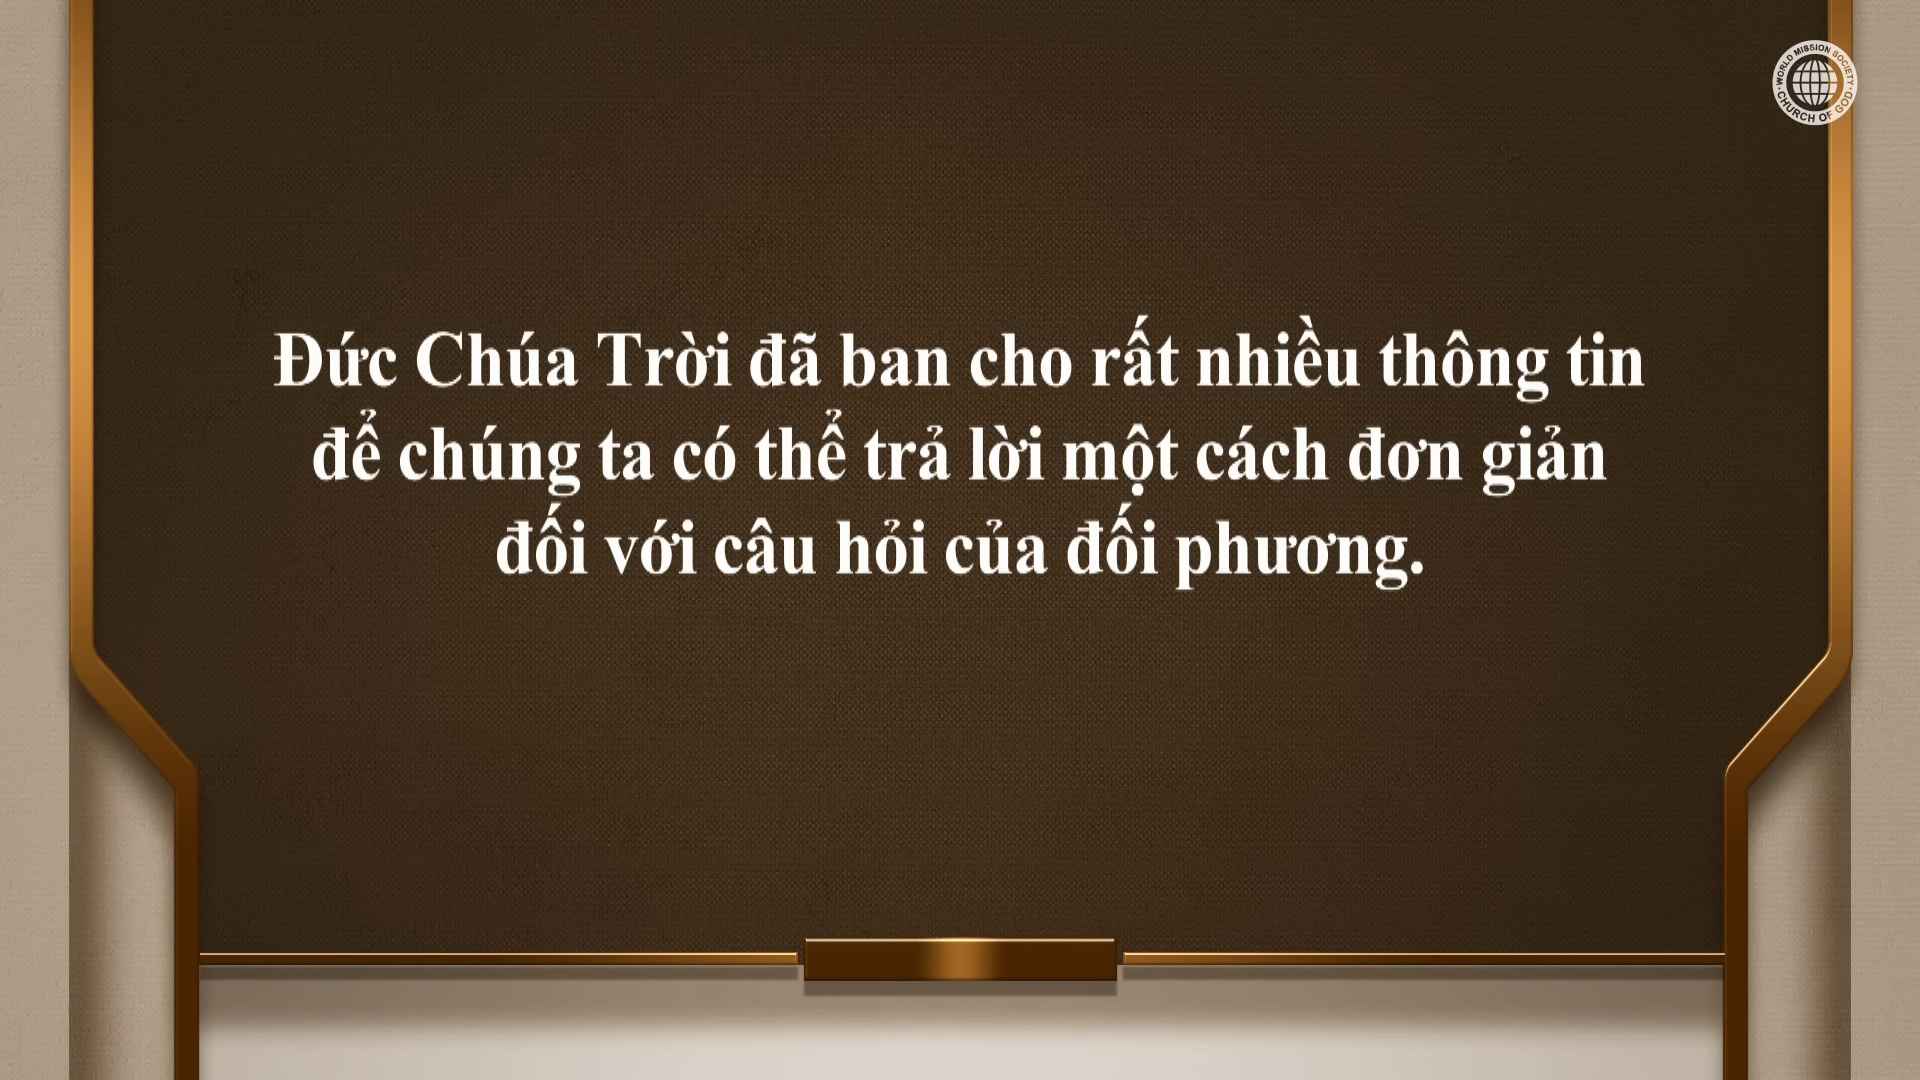 WORLD MISSION SOCIETY
CHURCH OF GOD
Đức Chúa Trời đã ban cho rất nhiều thông tin
để chúng ta có thể trả lời một cách đơn giản
đối với câu hỏi của đối phương.